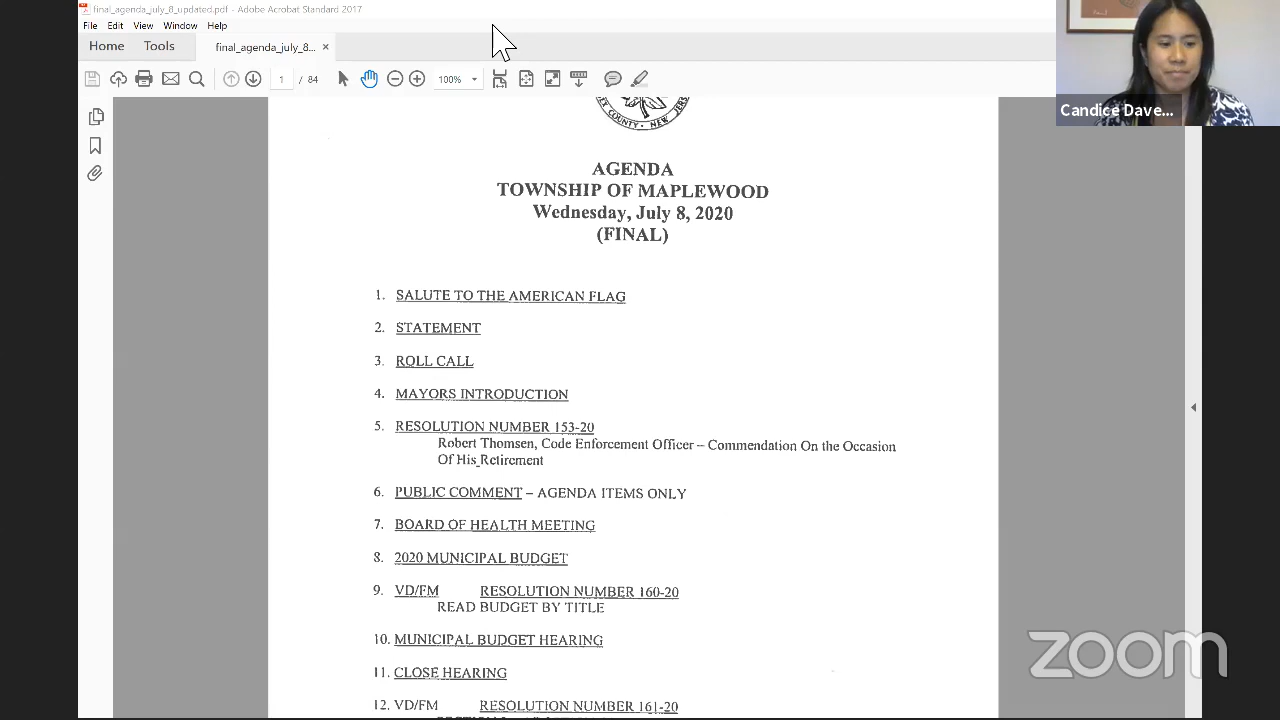 final_agenda_july_8_updated.pdf - Adobe Acrobat Standard 2017
File Edit View Window Help
Home Tools final_agenda_july_8... ×
1 / 84 100%
Candice Dave...
COUNTY · NEW
AGENDA
TOWNSHIP OF MAPLEWOOD
Wednesday, July 8, 2020
(FINAL)
1. SALUTE TO THE AMERICAN FLAG
2. STATEMENT
3. ROLL CALL
4. MAYORS INTRODUCTION
5. RESOLUTION NUMBER 153-20
Robert Thomsen, Code Enforcement Officer – Commendation On the Occasion
Of His Retirement
6. PUBLIC COMMENT – AGENDA ITEMS ONLY
7. BOARD OF HEALTH MEETING
8. 2020 MUNICIPAL BUDGET
9. VD/FM RESOLUTION NUMBER 160-20
READ BUDGET BY TITLE
10. MUNICIPAL BUDGET HEARING
11. CLOSE HEARING
12. VD/FM RESOLUTION NUMBER 161-20
zoom